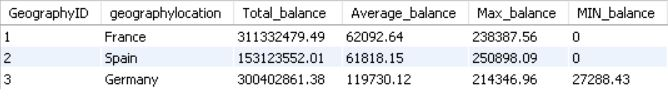 GeographyID geographylocation Total_balance Average_balance Max_balance MIN_balance
1 France 311332479.49 62092.64 238387.56 0
2 Spain 153123552.01 61818.15 250898.09 0
3 Germany 300402861.38 119730.12 214346.96 27288.43